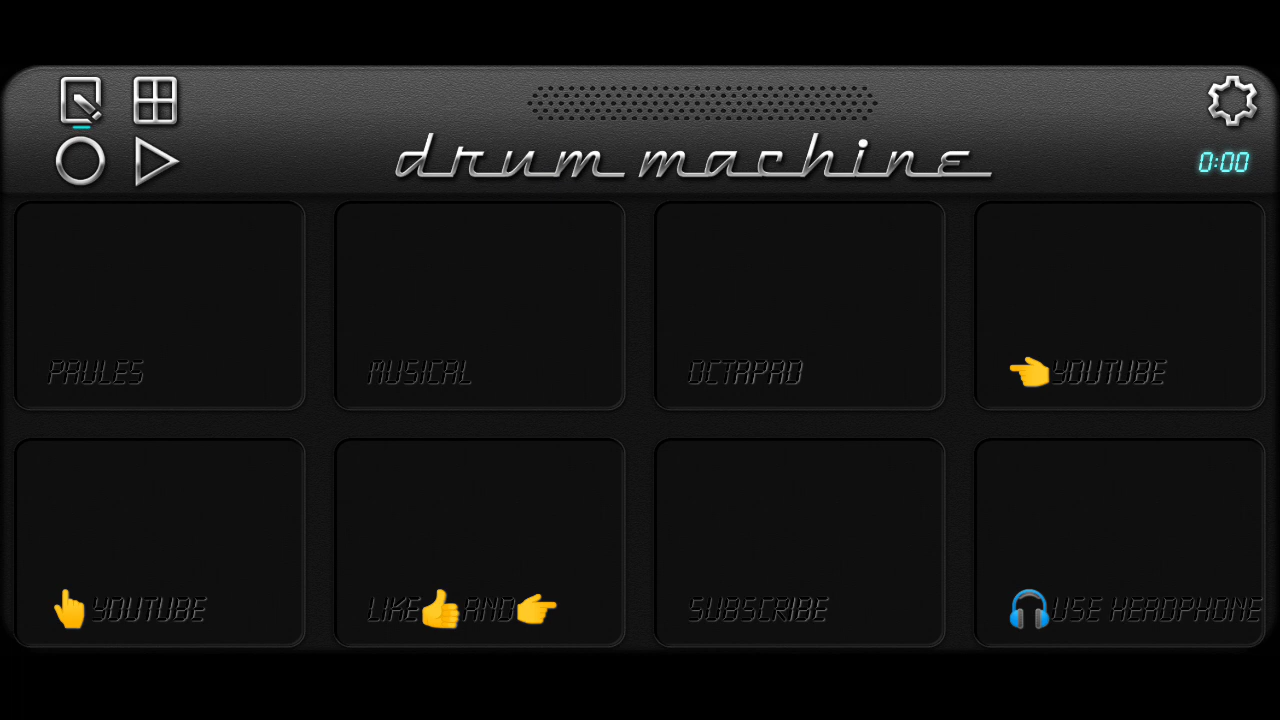 drum machine
0:00
PAULES
MUSICAL
OCTAPAD
👈YOUTUBE
👆YOUTUBE
LIKE👍AND👉
SUBSCRIBE
🎧USE HEADPHONE